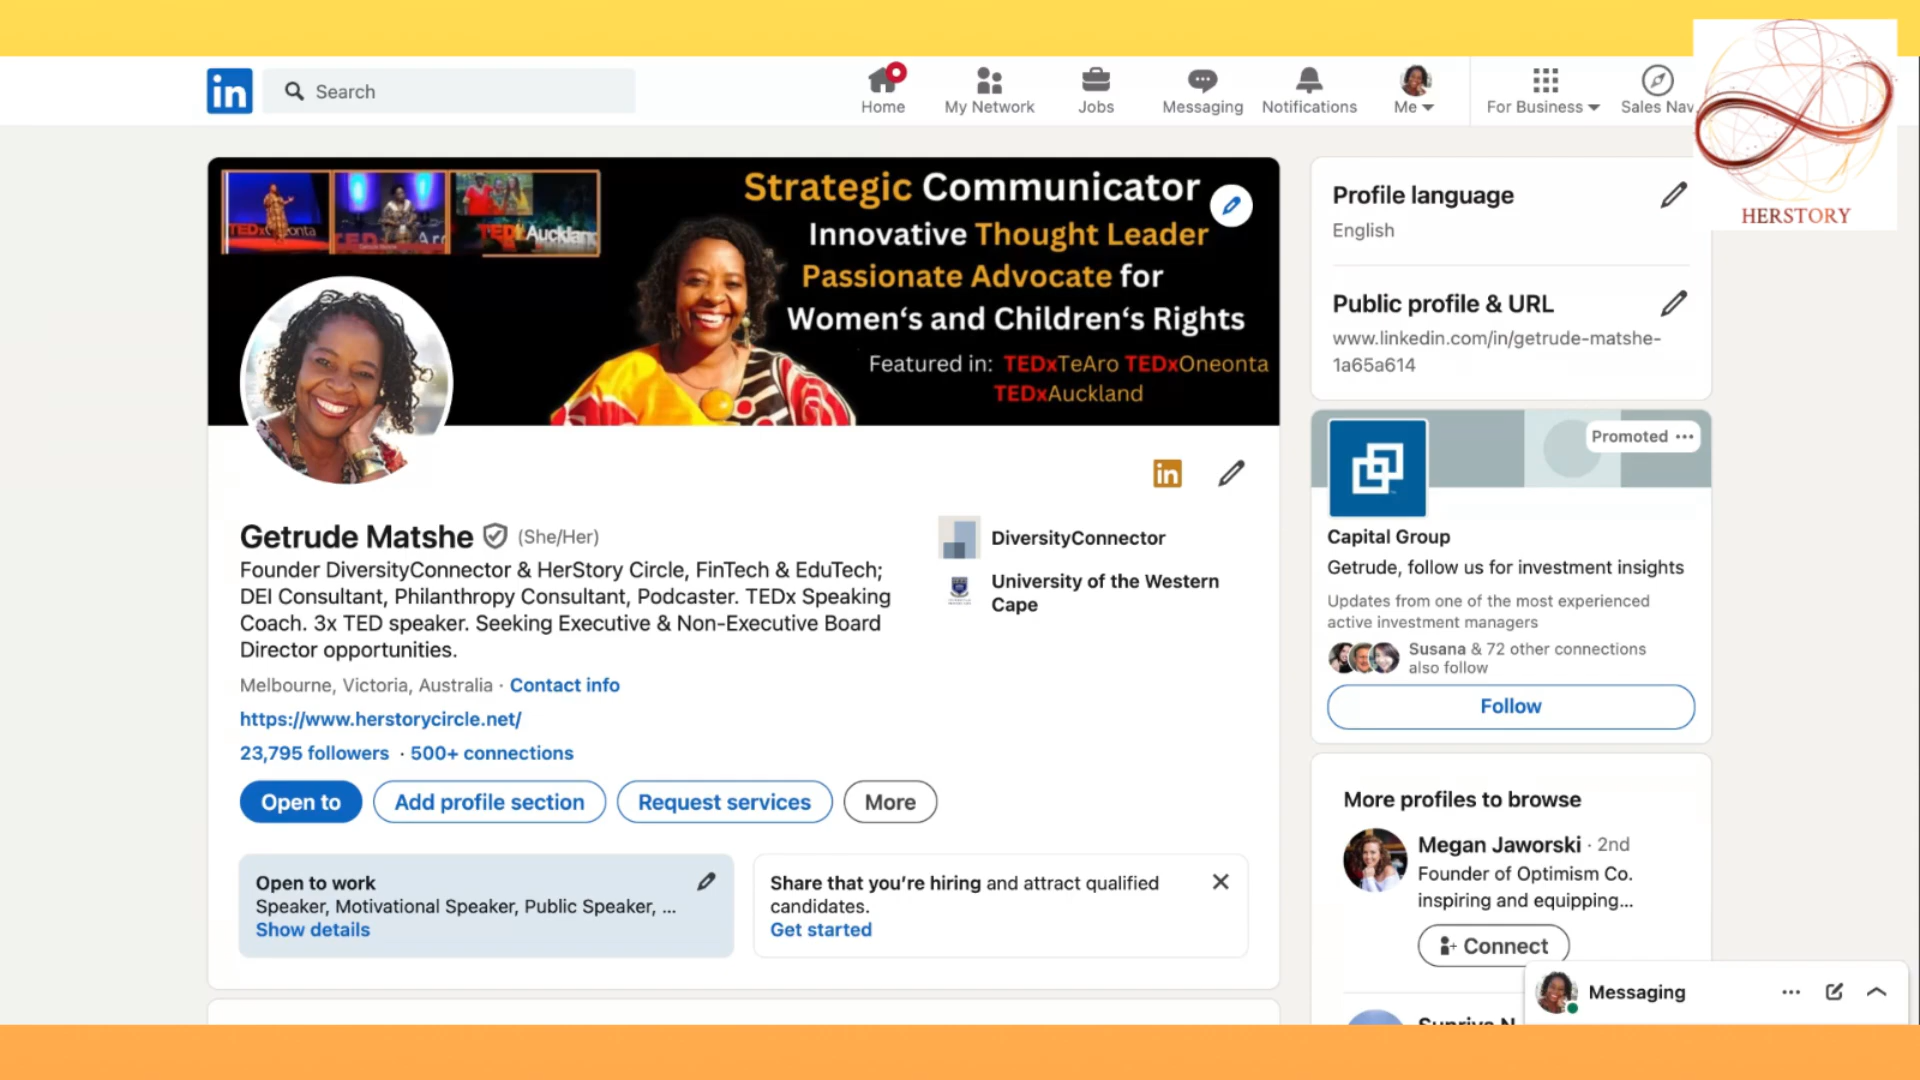 in
Search
Home
My Network
Jobs
Messaging
Notifications
Me
For Business
Sales Nav
HERSTORY
TEDx
TEDxAuckland
Strategic Communicator
Innovative Thought Leader
Passionate Advocate for
Women‘s and Children‘s Rights
Featured in: TEDxTeAro TEDxOneonta
TEDxAuckland
in
Getrude Matshe (She/Her)
Founder DiversityConnector & HerStory Circle, FinTech & EduTech;
DEI Consultant, Philanthropy Consultant, Podcaster. TEDx Speaking
Coach. 3x TED speaker. Seeking Executive & Non-Executive Board
Director opportunities.
Melbourne, Victoria, Australia · Contact info
https://www.herstorycircle.net/
23,795 followers · 500+ connections
DiversityConnector
University of the Western
Cape
Open to
Add profile section
Request services
More
Open to work
Speaker, Motivational Speaker, Public Speaker, ...
Show details
Share that you’re hiring and attract qualified
candidates.
Get started
Profile language
English
Public profile & URL
www.linkedin.com/in/getrude-matshe-
1a65a614
Promoted
Capital Group
Getrude, follow us for investment insights
Updates from one of the most experienced
active investment managers
Susana & 72 other connections
also follow
Follow
More profiles to browse
Megan Jaworski · 2nd
Founder of Optimism Co.
inspiring and equipping...
Connect
Messaging